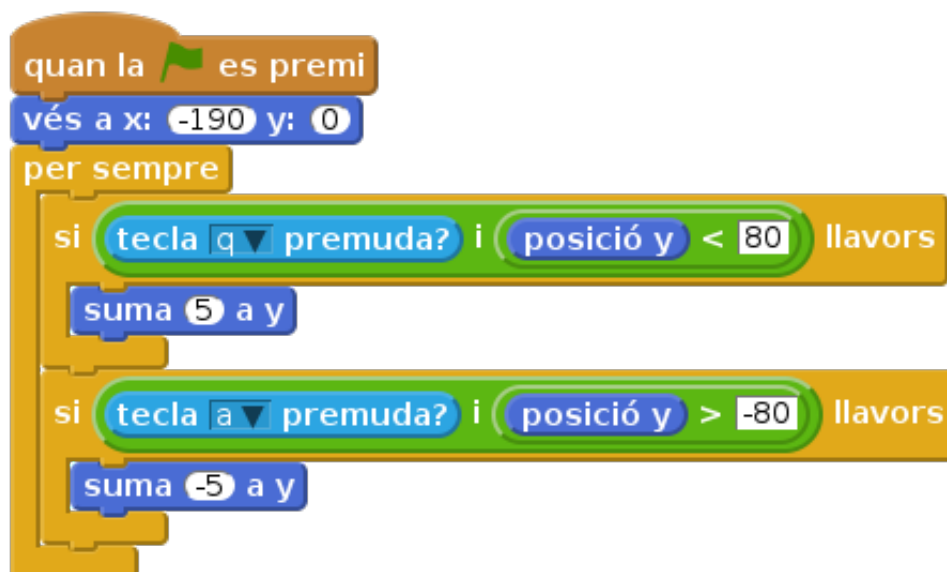 quan la es premi
vés a x: -190 y: 0
per sempre
si tecla q premuda? i posició y < 80 llavors
suma 5 a y
si tecla a premuda? i posició y > -80 llavors
suma -5 a y